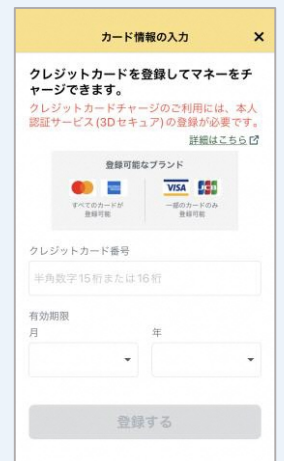 カード情報の入力 ×
クレジットカードを登録してマネーをチ
ャージできます。
クレジットカードチャージのご利用には、本人
認証サービス(3Dセキュア)の登録が必要です。
詳細はこちら
登録可能なブランド
VISA JCB
すべてのカードが
登録可能
一部のカードのみ
登録可能
クレジットカード番号
半角数字15桁または16桁
有効期限
月 年
登録する